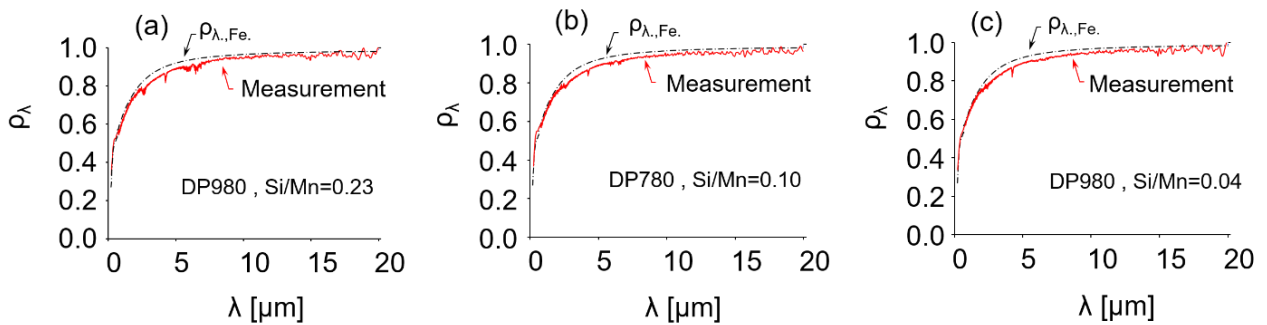 (a)
ρλ.,Fe.
1.0
0.8
0.6
0.4
0.2
0.0
ρλ
Measurement
DP980 , Si/Mn=0.23
0 5 10 15 20
λ [µm]
(b)
ρλ.,Fe.
1.0
0.8
0.6
0.4
0.2
0.0
ρλ
Measurement
DP780 , Si/Mn=0.10
0 5 10 15 20
λ [µm]
(c)
ρλ.,Fe.
1.0
0.8
0.6
0.4
0.2
0.0
ρλ
Measurement
DP980 , Si/Mn=0.04
0 5 10 15 20
λ [µm]